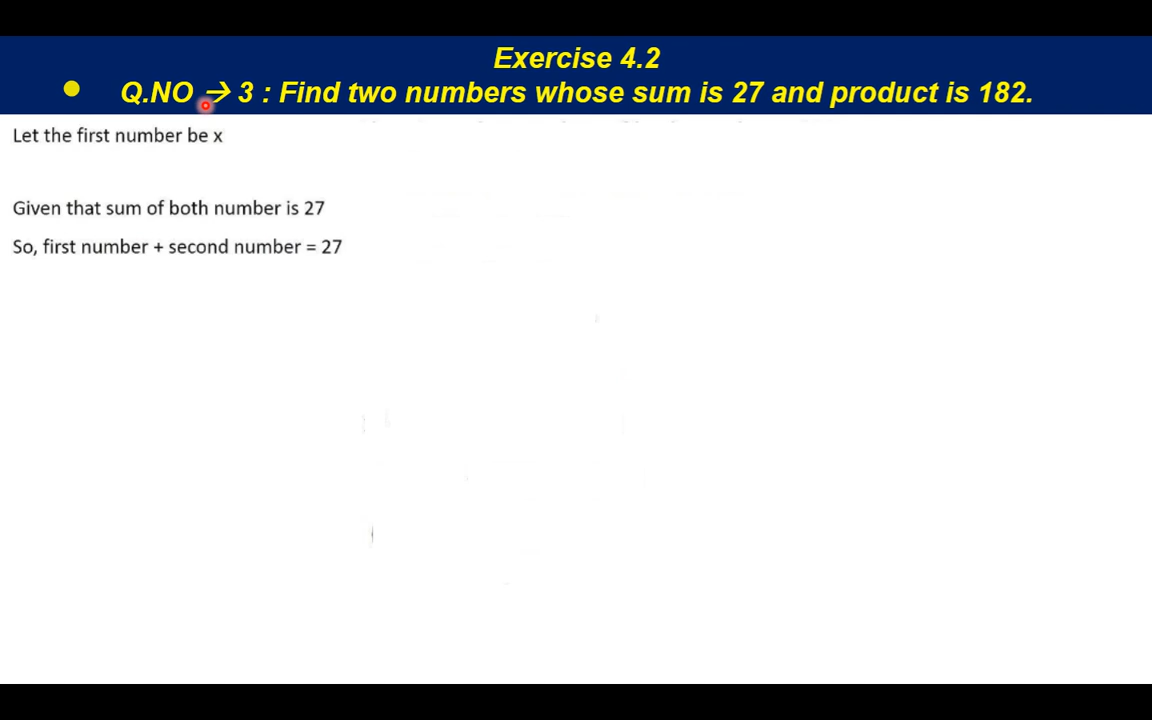 Exercise 4.2
• Q.NO → 3 : Find two numbers whose sum is 27 and product is 182.
Let the first number be x
Given that sum of both number is 27
So, first number + second number = 27